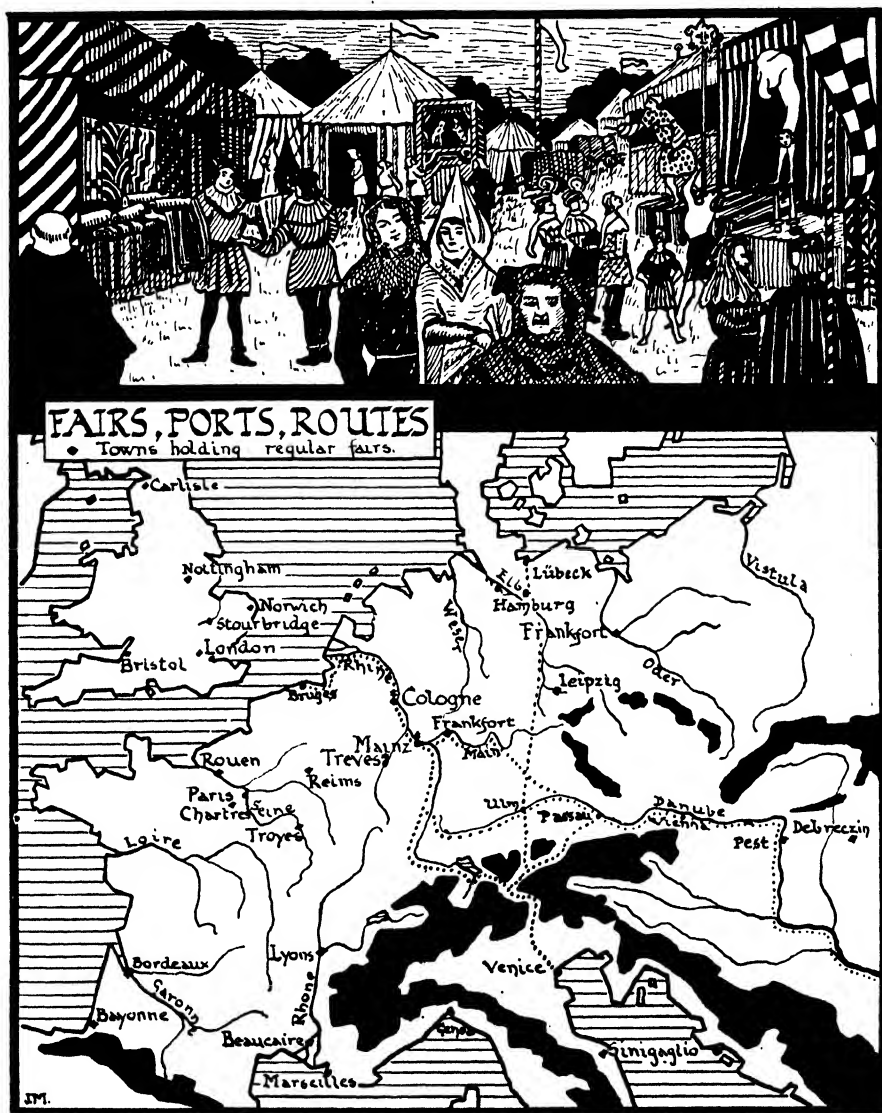 FAIRS, PORTS, ROUTES
Towns holding regular fairs.
Carlisle
Nottingham
Norwich
Stourbridge
London
Bristol
Elb
Lübeck
Hamburg
Weser
Vistula
Frankfort
Oder
Leipzig
Rhine
Bruges
Cologne
Frankfort
Mainz
Main
Treves
Rouen
Reims
Paris
Chartres
Seine
Troyes
Ulm
Passau
Danube
Vienna
Pest
Debreczin
Loire
Lyons
Venice
Bordeaux
Garonne
Rhone
Bayonne
Beaucaire
Genoa
Sinigaglio
Marseilles
JM.